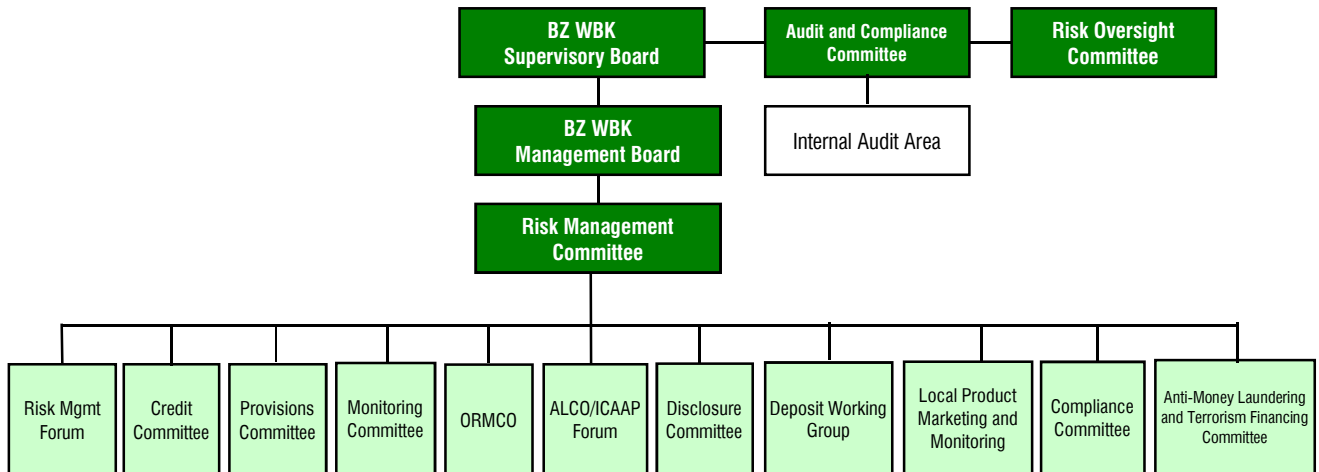 BZ WBK
Supervisory Board
Audit and Compliance
Committee
Risk Oversight
Committee
BZ WBK
Management Board
Internal Audit Area
Risk Management
Committee
Risk Mgmt
Forum
Credit
Committee
Provisions
Committee
Monitoring
Committee
ORMCO
ALCO/ICAAP
Forum
Disclosure
Committee
Deposit Working
Group
Local Product
Marketing and
Monitoring
Compliance
Committee
Anti-Money Laundering
and Terrorism Financing
Committee